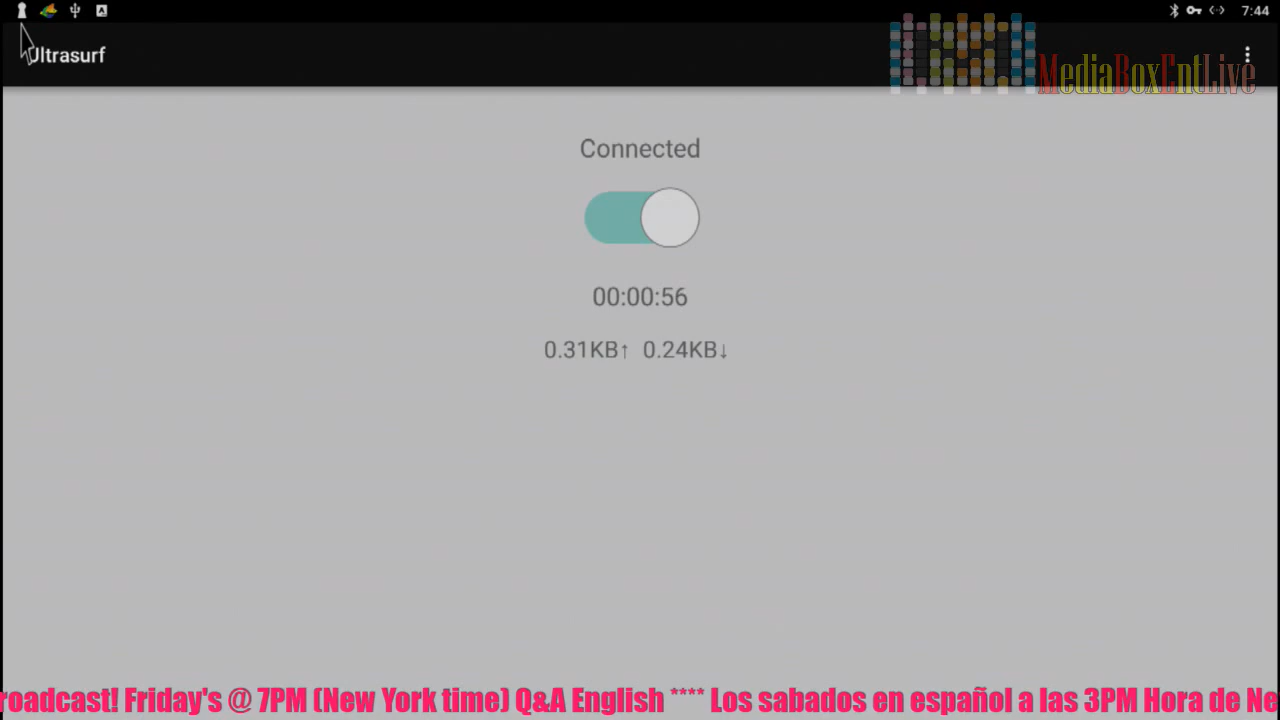 7:44
Ultrasurf
MediaBoxEntLive
Connected
00:00:56
0.31KB↑ 0.24KB↓
roadcast! Friday's @ 7PM (New York time) Q&A English **** Los sabados en español a las 3PM Hora de Ne